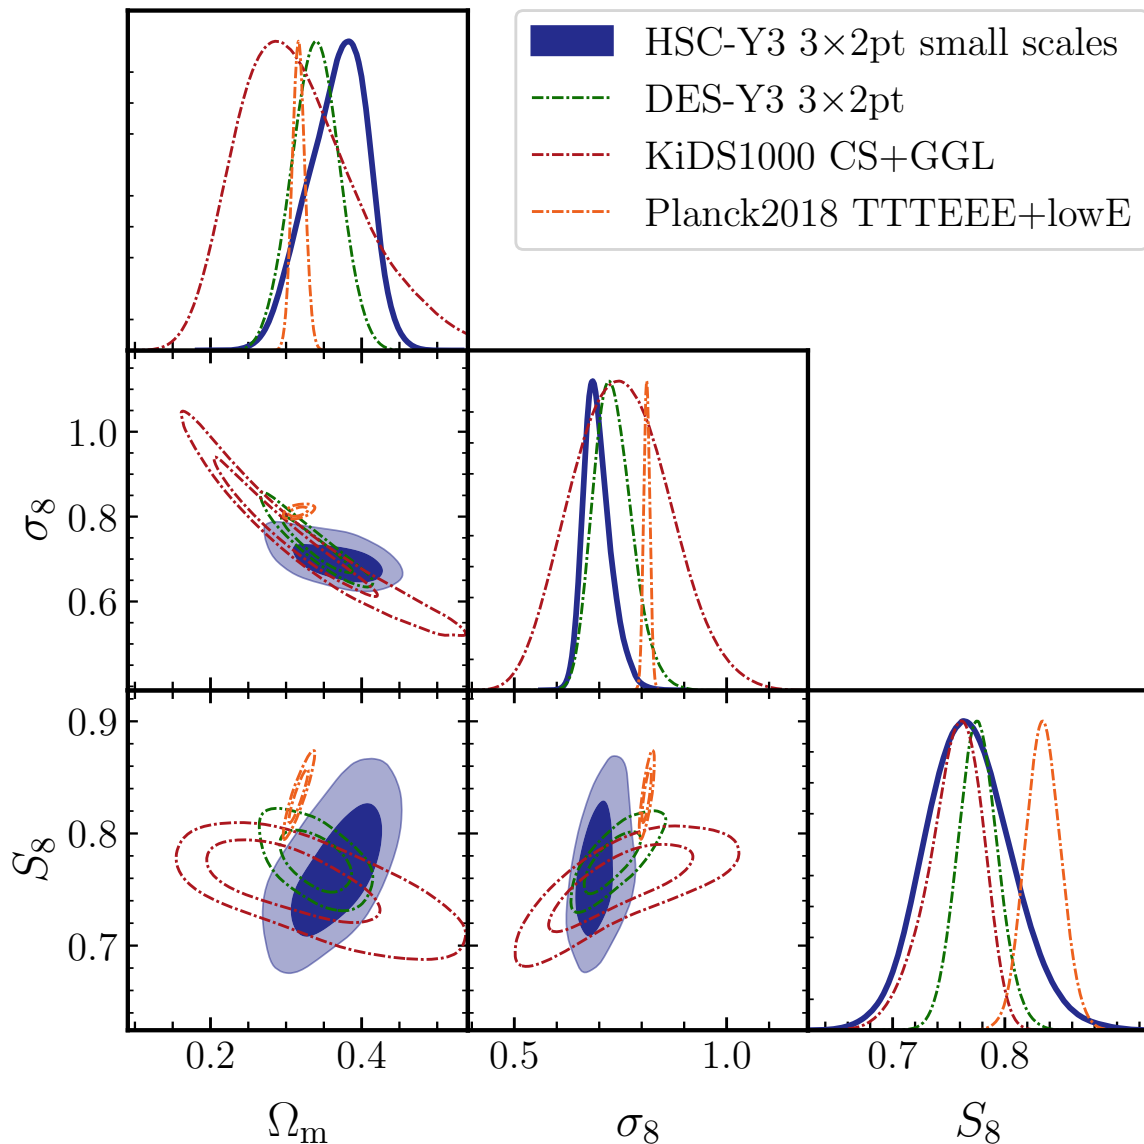 HSC-Y3 3×2pt small scales
DES-Y3 3×2pt
KiDS1000 CS+GGL
Planck2018 TTTEEE+lowE
σ₈
1.0
0.8
0.6
S₈
0.9
0.8
0.7
0.2 0.4 0.5 1.0 0.7 0.8
Ωₘ σ₈ S₈